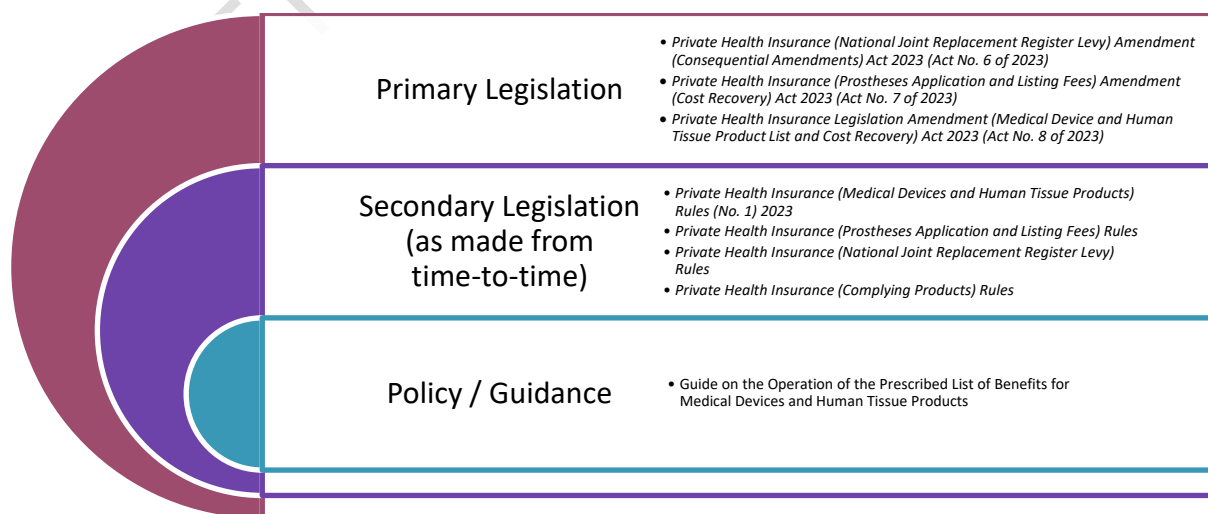 Primary Legislation
• Private Health Insurance (National Joint Replacement Register Levy) Amendment
(Consequential Amendments) Act 2023 (Act No. 6 of 2023)
• Private Health Insurance (Prostheses Application and Listing Fees) Amendment
(Cost Recovery) Act 2023 (Act No. 7 of 2023)
• Private Health Insurance Legislation Amendment (Medical Device and Human
Tissue Product List and Cost Recovery) Act 2023 (Act No. 8 of 2023)
Secondary Legislation
(as made from
time-to-time)
• Private Health Insurance (Medical Devices and Human Tissue Products)
Rules (No. 1) 2023
• Private Health Insurance (Prostheses Application and Listing Fees) Rules
• Private Health Insurance (National Joint Replacement Register Levy)
Rules
• Private Health Insurance (Complying Products) Rules
Policy / Guidance
• Guide on the Operation of the Prescribed List of Benefits for
Medical Devices and Human Tissue Products